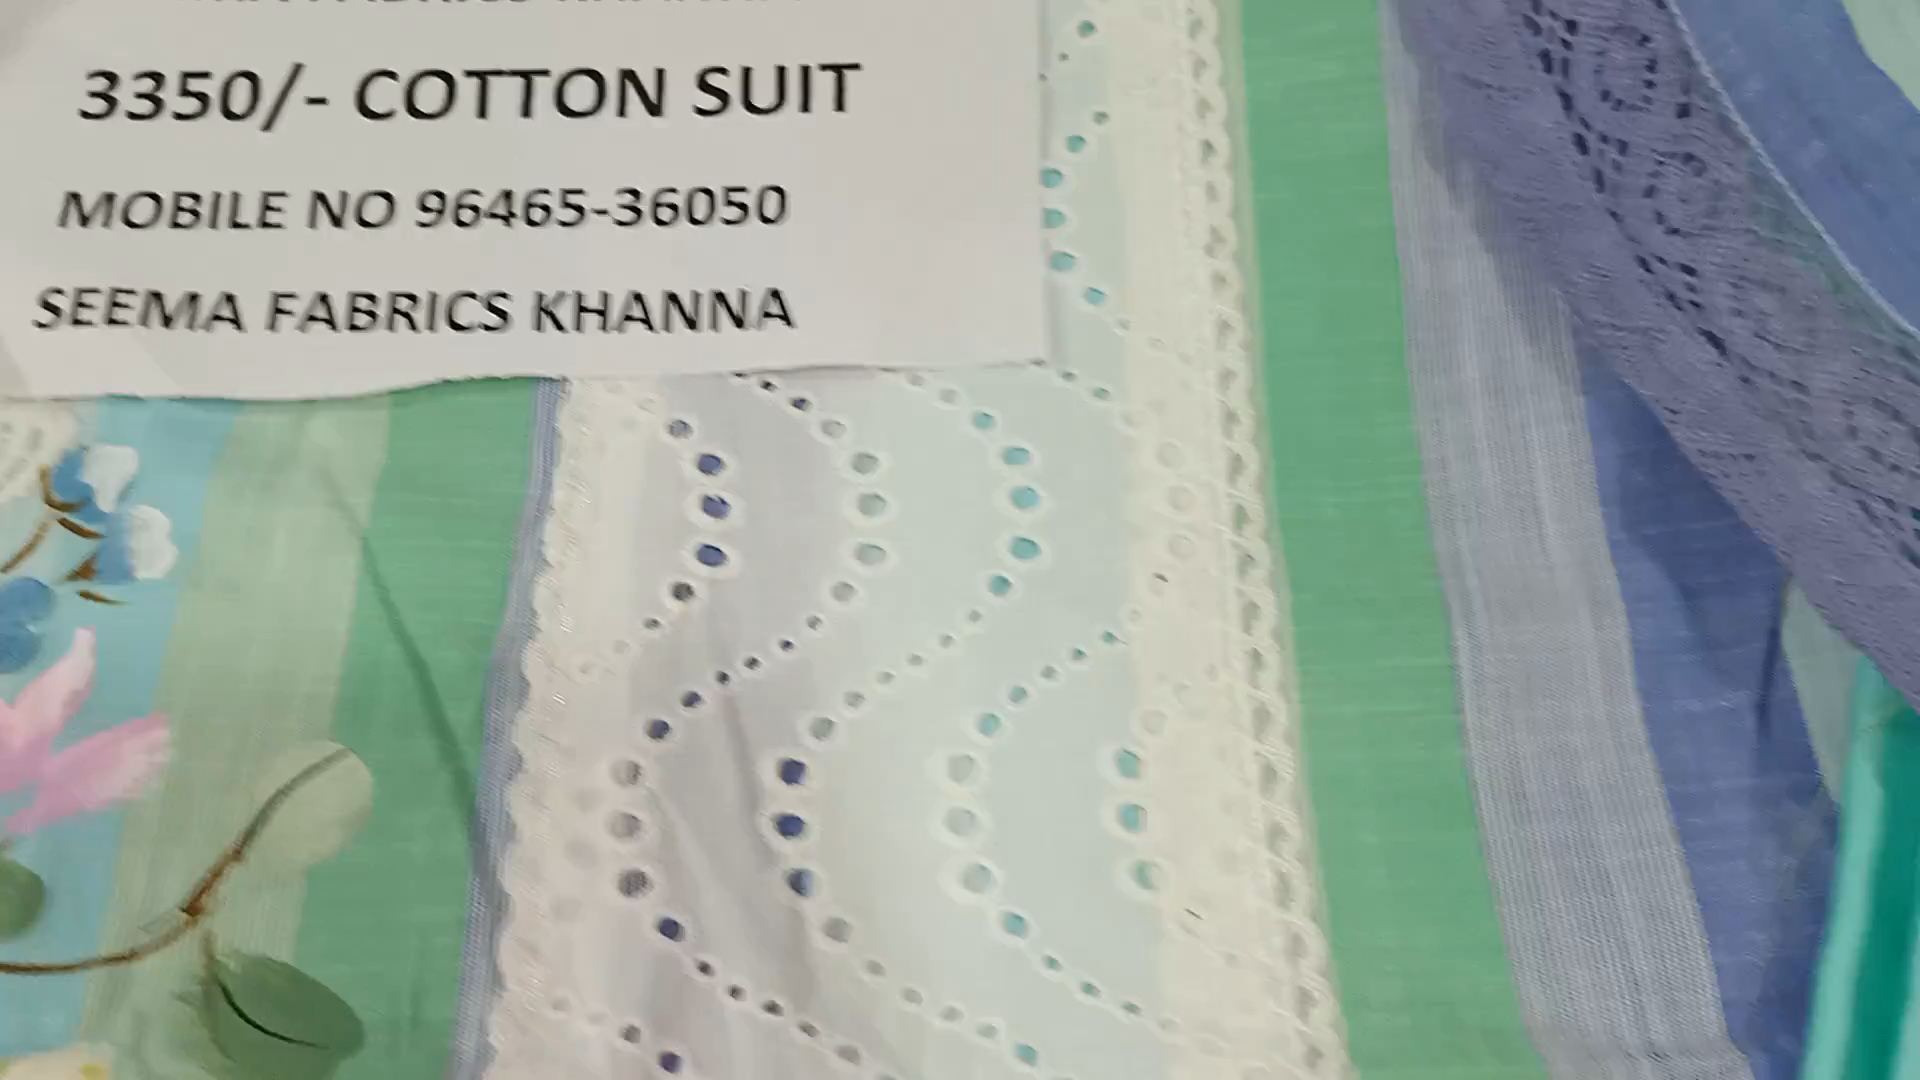 3350/- COTTON SUIT
MOBILE NO 96465-36050
SEEMA FABRICS KHANNA